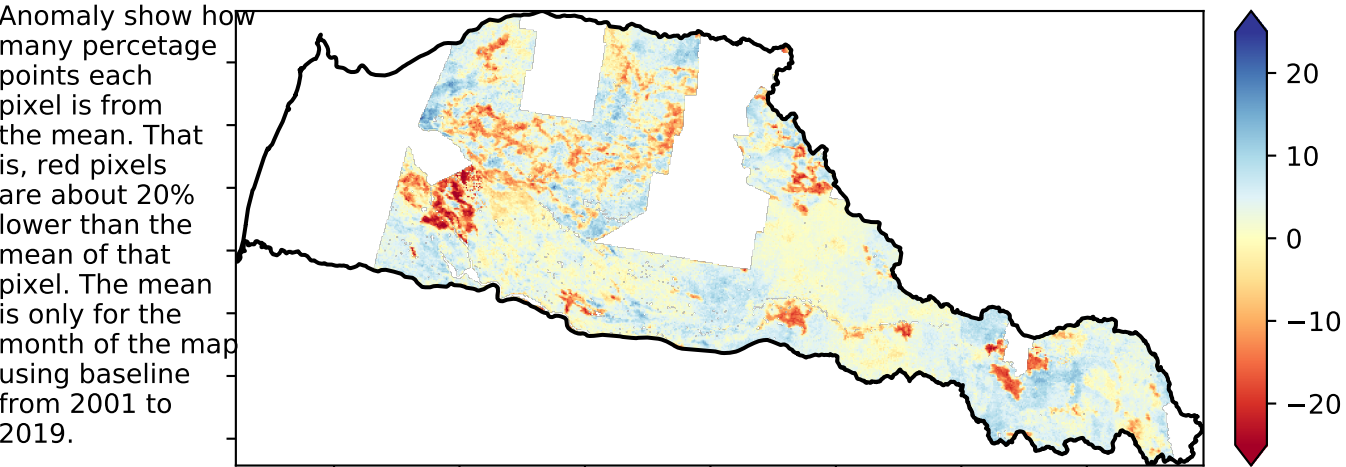 Anomaly show how
many percetage
points each
pixel is from
the mean. That
is, red pixels
are about 20%
lower than the
mean of that
pixel. The mean
is only for the
month of the map
using baseline
from 2001 to
2019.
20
10
0
−10
−20